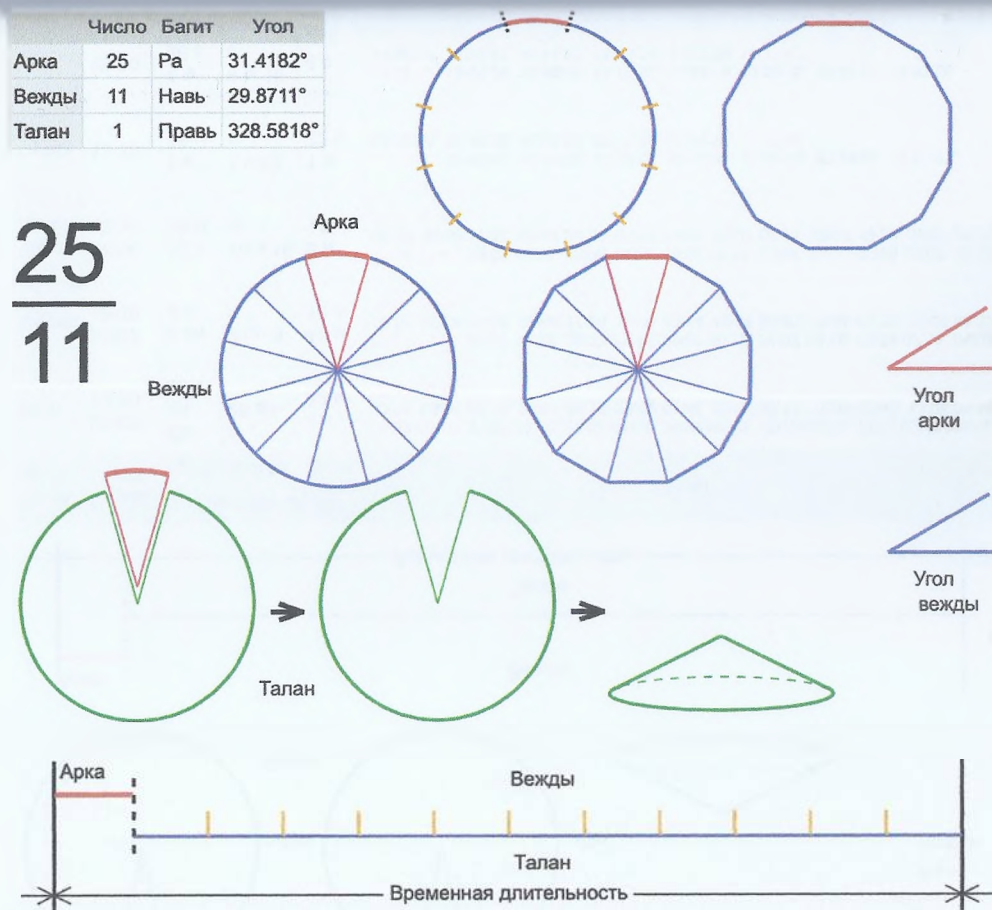 Число Багит Угол
Арка 25 Ра 31.4182°
Вежды 11 Навь 29.8711°
Талан 1 Правь 328.5818°
25
11
Арка
Вежды
Угол
арки
Угол
вежды
Талан
Арка
Вежды
Талан
Временная длительность